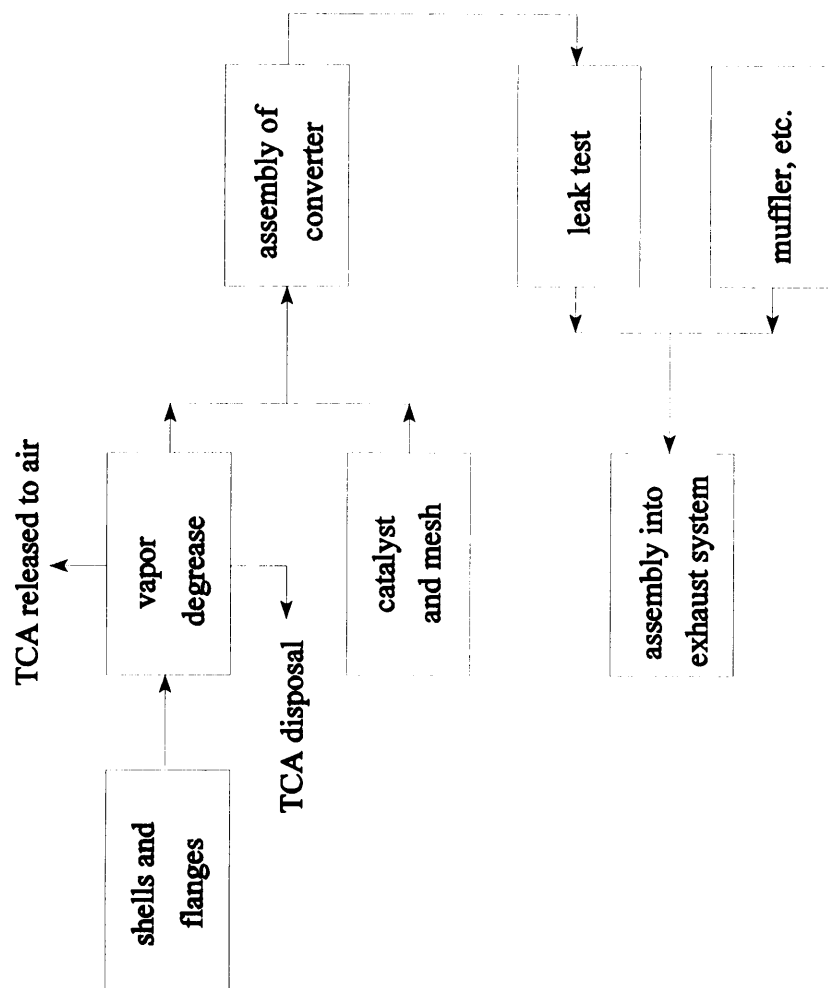 TCA released to air
shells and
flanges
vapor
degrease
TCA disposal
catalyst
and mesh
assembly of
converter
leak test
muffler, etc.
assembly into
exhaust system